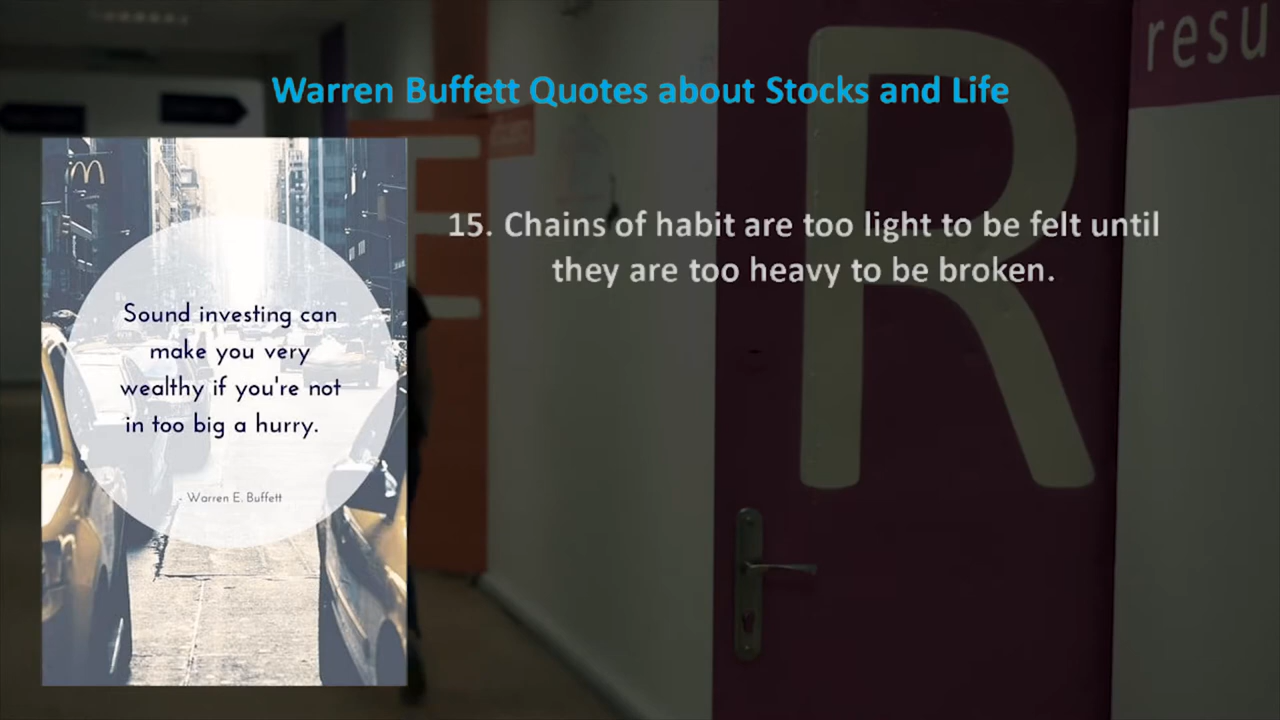 Warren Buffett Quotes about Stocks and Life
15. Chains of habit are too light to be felt until
they are too heavy to be broken.
Sound investing can
make you very
wealthy if you're not
in too big a hurry.
- Warren E. Buffett
R
resu